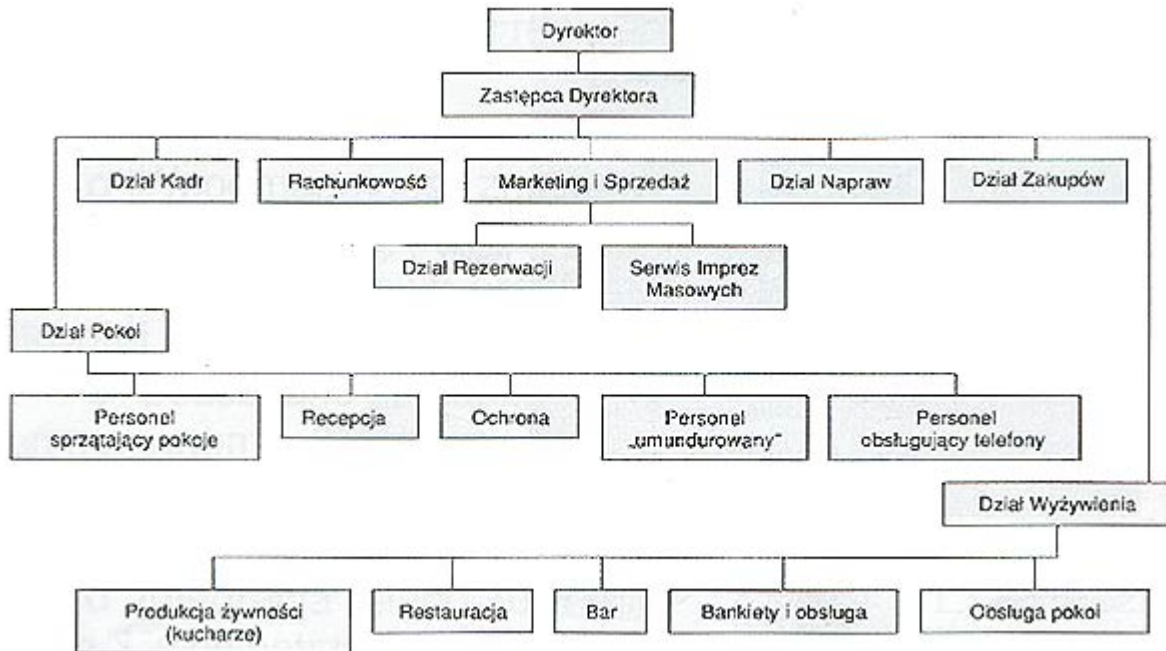 Dyrektor
Zastępca Dyrektora
Dział Kadr
Rachunkowość
Marketing i Sprzedaż
Dział Napraw
Dział Zakupów
Dział Rezerwacji
Serwis Imprez
Masowych
Dział Pokoi
Personel
sprzątający pokoje
Recepcja
Ochrona
Personel
„umundurowany“
Personel
obsługujący telefony
Dział Wyżywienia
Produkcja żywności
(kucharze)
Restauracja
Bar
Bankiety i obsługa
Obsługa pokoi